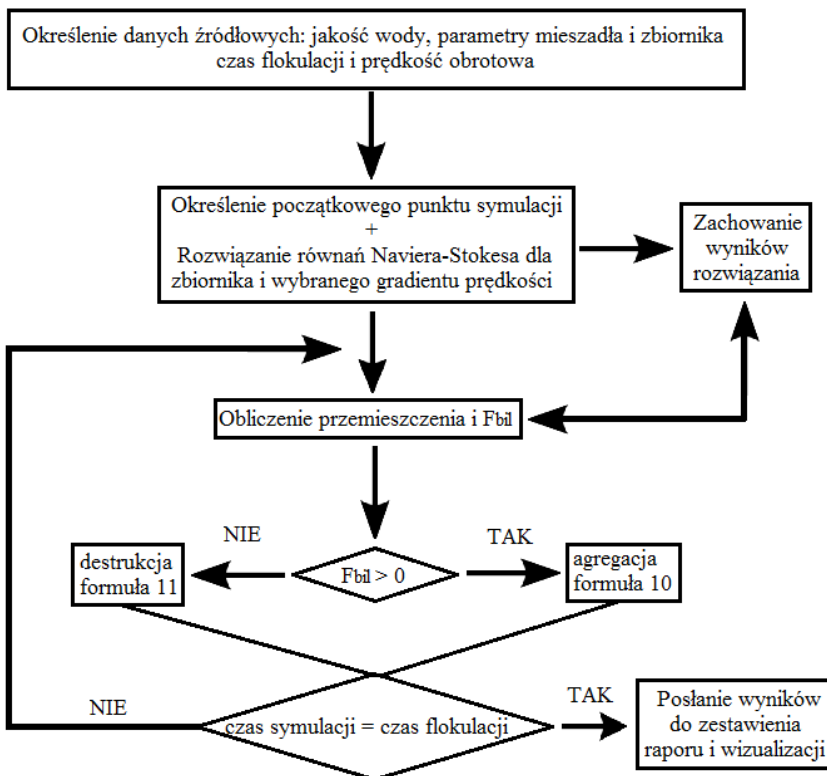 Określenie danych źródłowych: jakość wody, parametry mieszadła i zbiornika
czas flokulacji i prędkość obrotowa
Określenie początkowego punktu symulacji
+
Rozwiązanie równań Naviera-Stokesa dla
zbiornika i wybranego gradientu prędkości
Zachowanie
wyników
rozwiązania
Obliczenie przemieszczenia i Fbil
NIE
TAK
destrukcja
formuła 11
Fbil > 0
agregacja
formuła 10
NIE
czas symulacji = czas flokulacji
TAK
Posłanie wyników
do zestawienia
raporu i wizualizacji